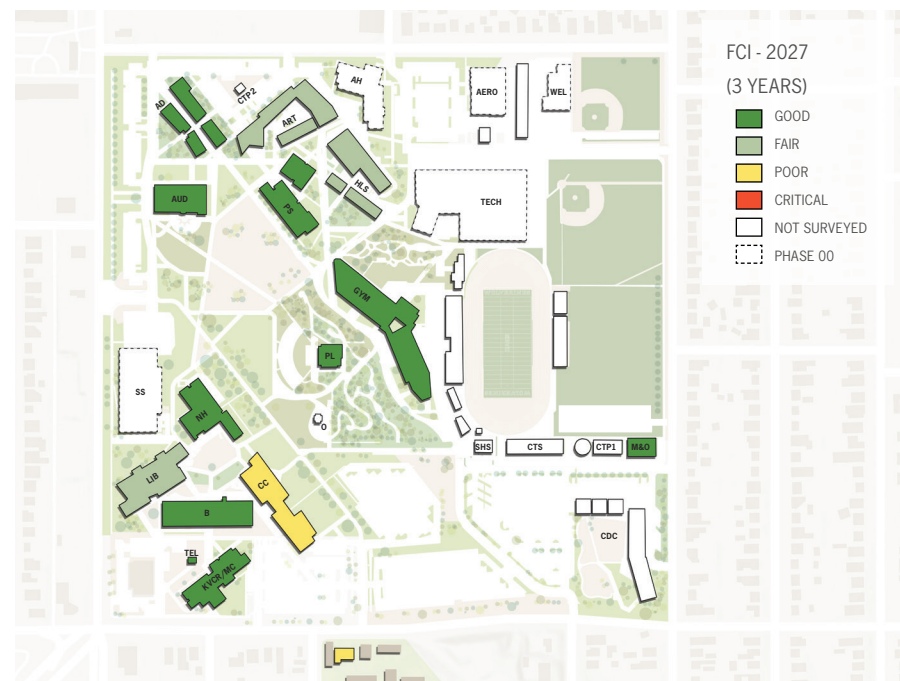 FCI - 2027
(3 YEARS)
GOOD
FAIR
POOR
CRITICAL
NOT SURVEYED
PHASE 00
AH
AERO
WEL
CTP2
AD
ART
HLS
AUD
PS
TECH
GYM
PL
SS
NH
O
SHS
CTS
CTP1
M&O
LIB
CC
B
CDC
TEL
KVCR/MC